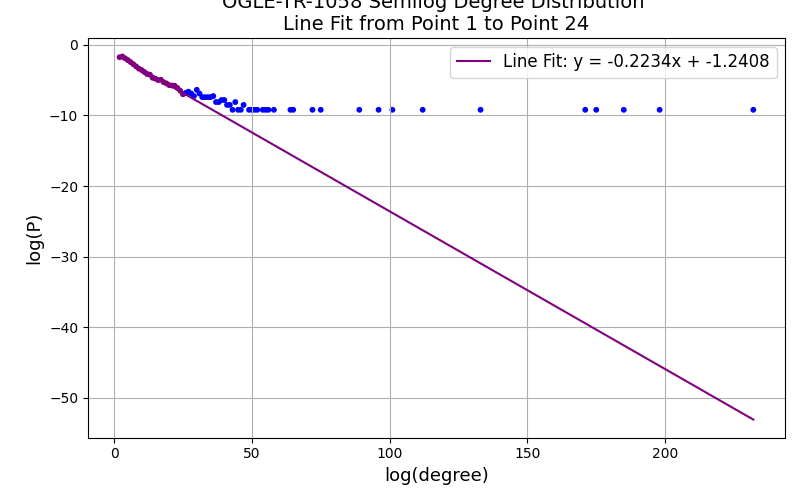 OGLE-TR-1058 Semilog Degree Distribution
Line Fit from Point 1 to Point 24
Line Fit: y = -0.2234x + -1.2408
0
−10
−20
−30
−40
−50
log(P)
0 50 100 150 200
log(degree)